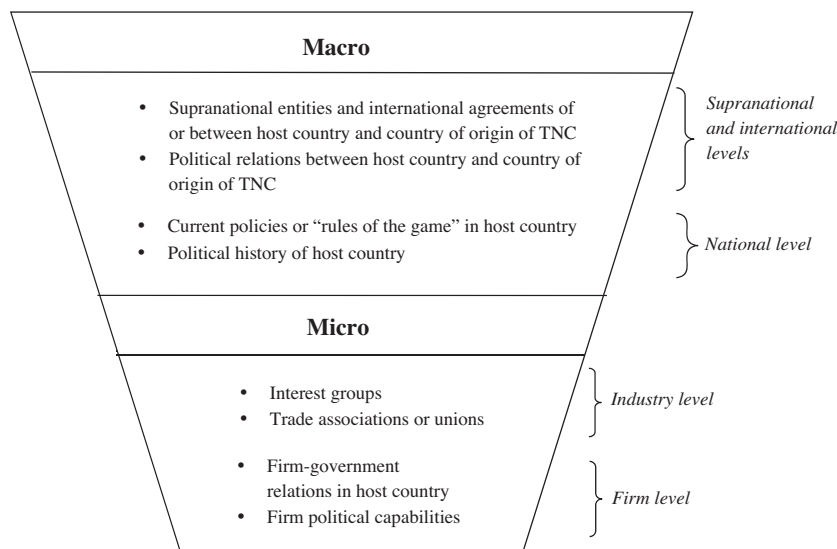 Macro
• Supranational entities and international agreements of
or between host country and country of origin of TNC
• Political relations between host country and country of
origin of TNC
Supranational
and international
levels
• Current policies or “rules of the game” in host country
• Political history of host country
National level
Micro
• Interest groups
• Trade associations or unions
Industry level
• Firm-government
relations in host country
• Firm political capabilities
Firm level